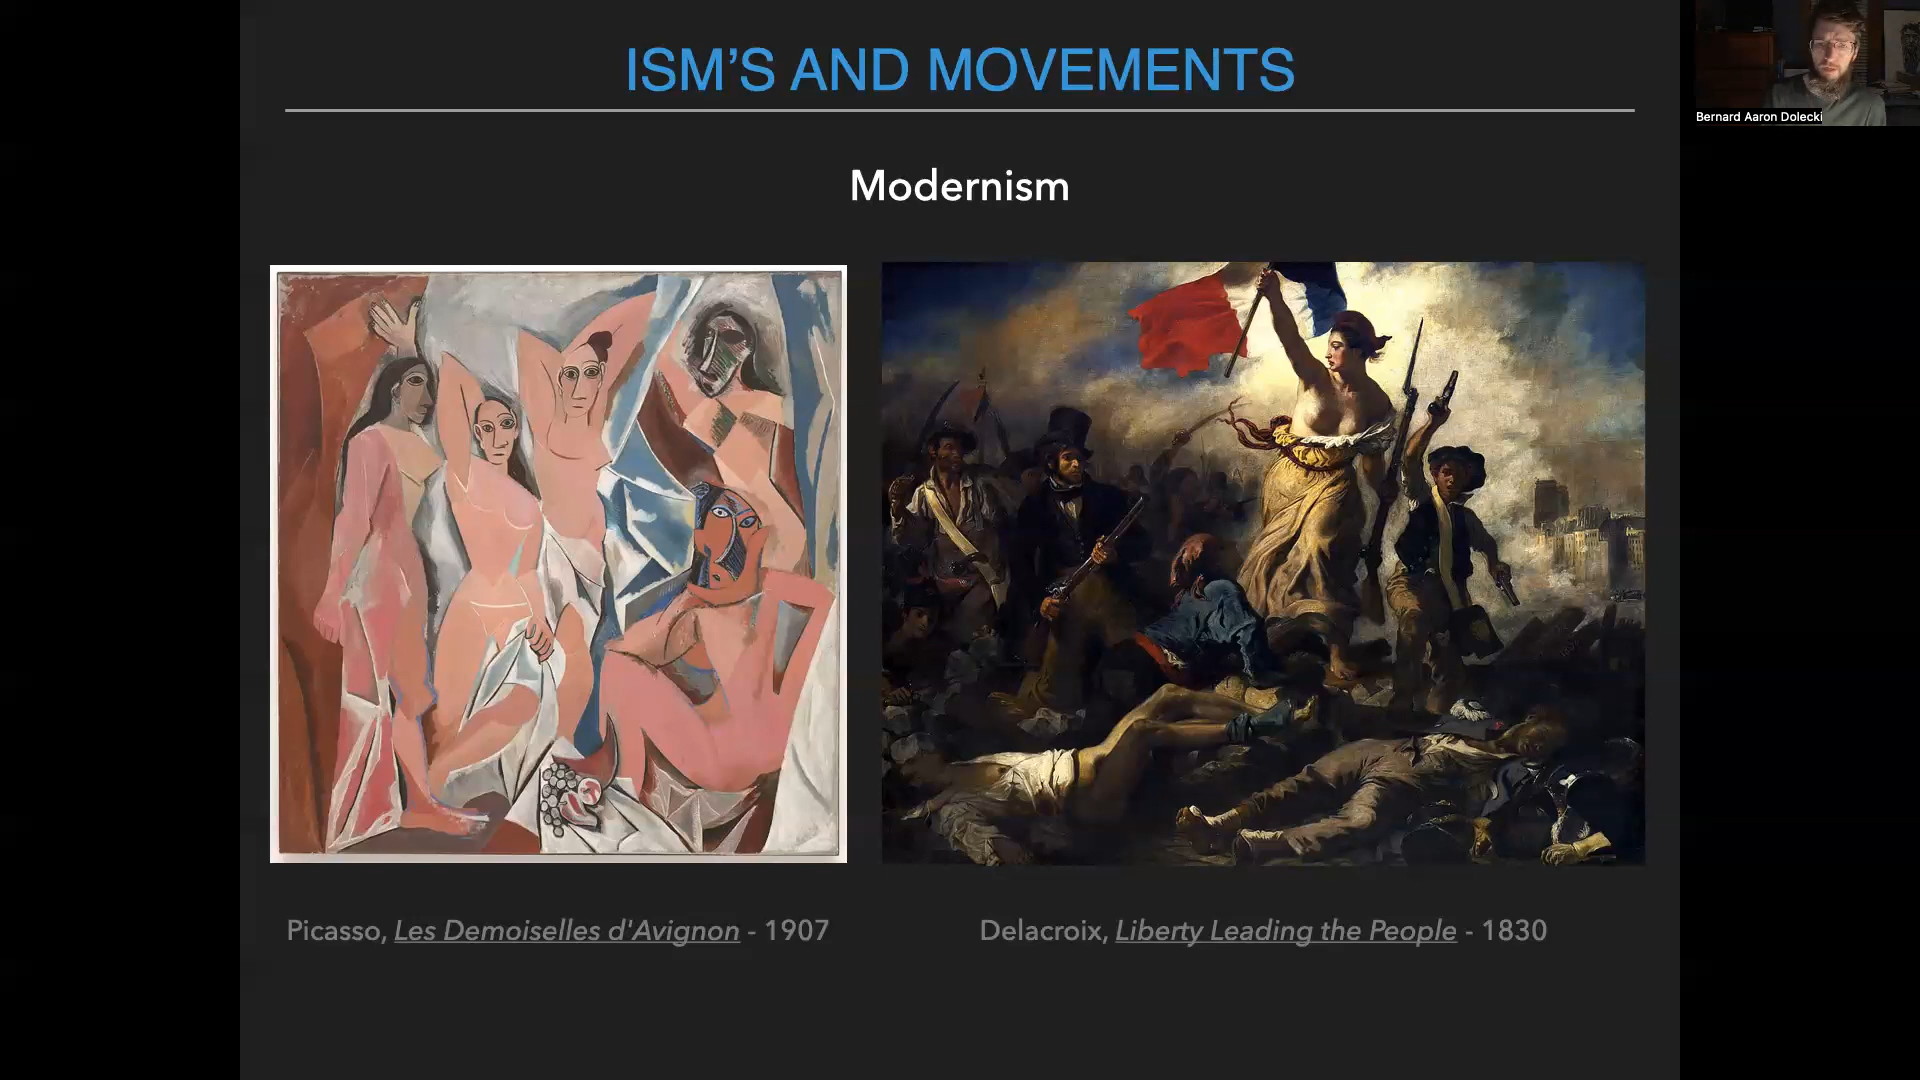 ISM’S AND MOVEMENTS
Bernard Aaron Dolecki
Modernism
Picasso, Les Demoiselles d'Avignon - 1907
Delacroix, Liberty Leading the People - 1830